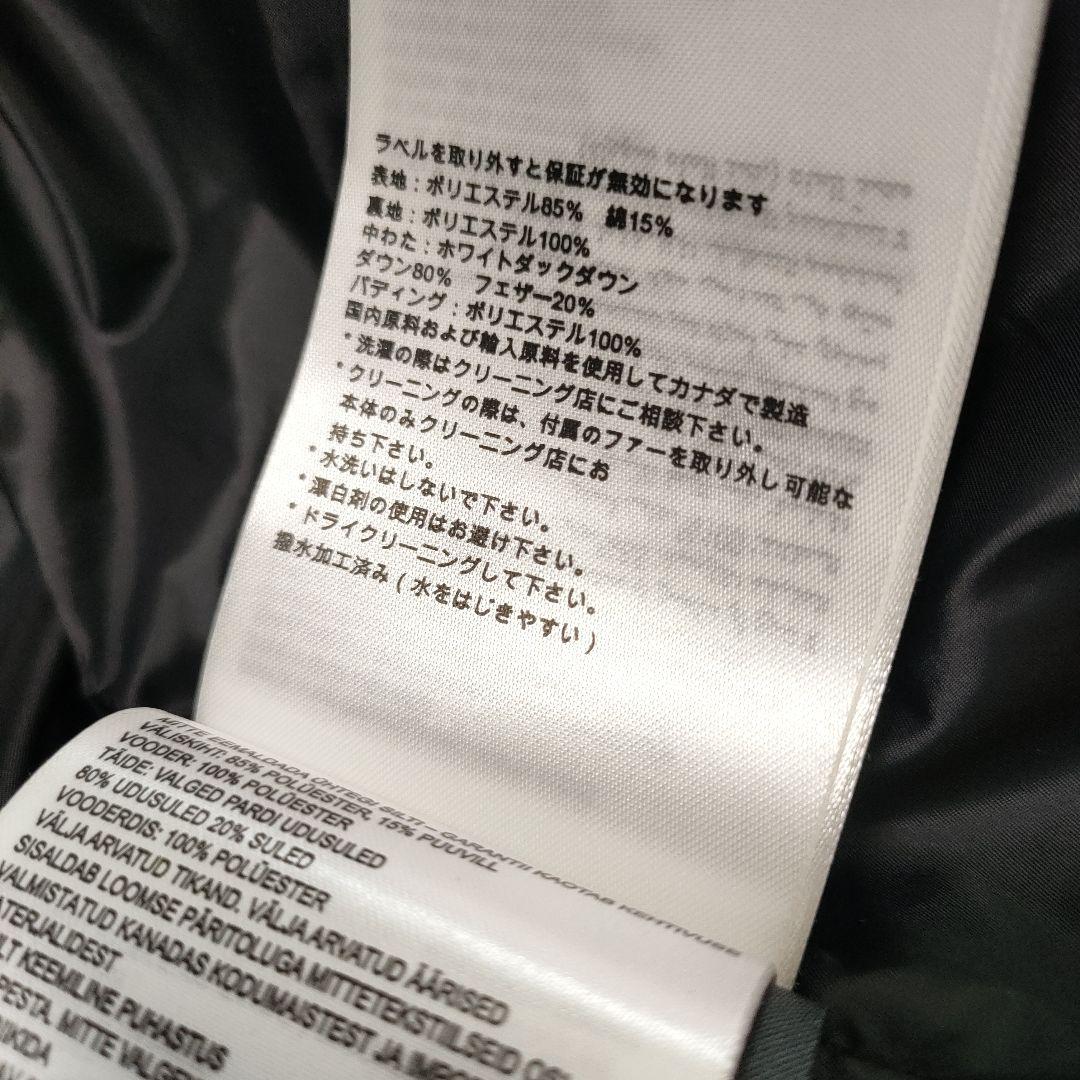 ラベルを取り外すと保証が無効になります
表地：ポリエステル85%　綿15%
裏地：ポリエステル100%
中わた：ホワイトダックダウン
ダウン80%　フェザー20%
パディング：ポリエステル100%
国内原料および輸入原料を使用してカナダで製造
・洗濯の際はクリーニング店にご相談下さい。
・クリーニングの際は、付属のファーを取り外し可能な
本体のみクリーニング店にお
持ち下さい。
・水洗いはしないで下さい。
・漂白剤の使用はお避け下さい。
・ドライクリーニングして下さい。
撥水加工済み（水をはじきやすい）
MITTE EEMALDADA ÜHTEGI SILTI – GARANTII KAOTAB KEHTIVUSE
VÄLISKIHT: 85% POLÜESTER, 15% PUUVILL
VOODER: 100% POLÜESTER
TÄIDE: VALGED PARDI UDUSULED
80% UDUSULED 20% SULED
VOODERDIS: 100% POLÜESTER
VÄLJA ARVATUD TIKAND. VÄLJA ARVATUD ÄÄRISED
SISALDAB LOOMSE PÄRITOLUGA MITTETEKSTIILSEID
VALMISTATUD KANADAS KODUMAISTEST JA
KEEMILINE PUHASTUS
MITTE